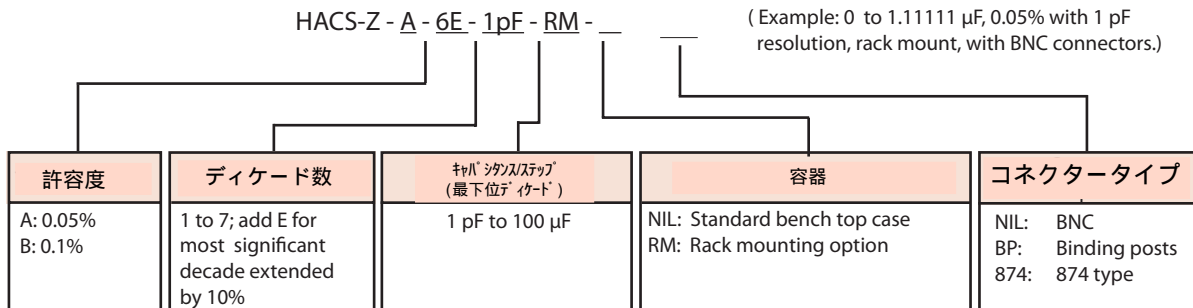 HACS-Z - A - 6E - 1pF - RM - __ __
( Example: 0 to 1.11111 µF, 0.05% with 1 pF
resolution, rack mount, with BNC connectors.)
許容度
A: 0.05%
B: 0.1%
ディケード数
1 to 7; add E for
most significant
decade extended
by 10%
ｷｬﾊﾟｼﾀﾝｽ/ｽﾃｯﾌﾟ
(最下位ﾃﾞｨｹｰﾄﾞ)
1 pF to 100 µF
容器
NIL: Standard bench top case
RM: Rack mounting option
コネクタータイプ
NIL: BNC
BP: Binding posts
874: 874 type